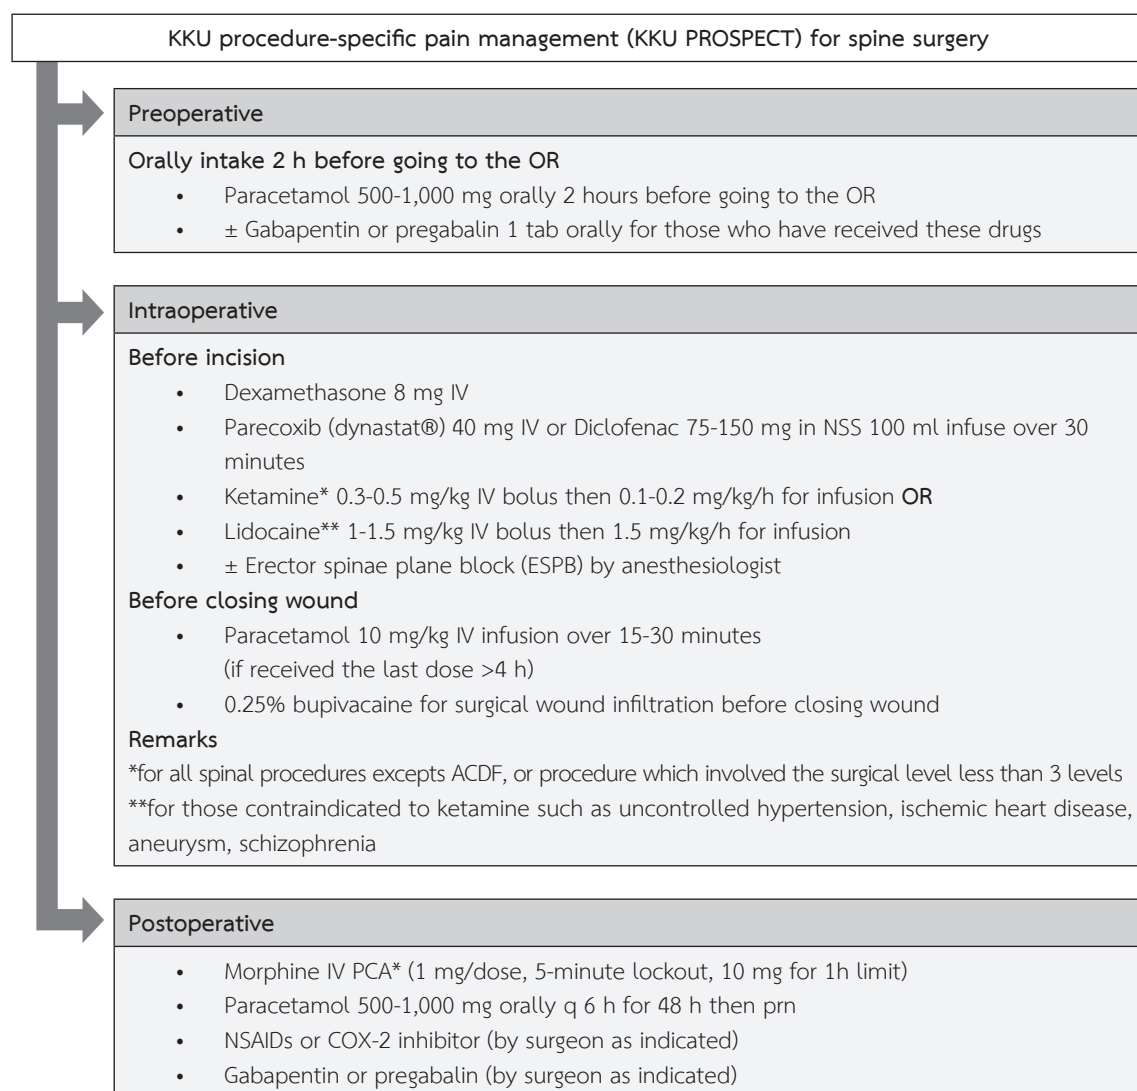 KKU procedure-specific pain management (KKU PROSPECT) for spine surgery
Preoperative
Orally intake 2 h before going to the OR
• Paracetamol 500-1,000 mg orally 2 hours before going to the OR
• ± Gabapentin or pregabalin 1 tab orally for those who have received these drugs
Intraoperative
Before incision
• Dexamethasone 8 mg IV
• Parecoxib (dynastat®) 40 mg IV or Diclofenac 75-150 mg in NSS 100 ml infuse over 30
minutes
• Ketamine* 0.3-0.5 mg/kg IV bolus then 0.1-0.2 mg/kg/h for infusion OR
• Lidocaine** 1-1.5 mg/kg IV bolus then 1.5 mg/kg/h for infusion
• ± Erector spinae plane block (ESPB) by anesthesiologist
Before closing wound
• Paracetamol 10 mg/kg IV infusion over 15-30 minutes
(if received the last dose >4 h)
• 0.25% bupivacaine for surgical wound infiltration before closing wound
Remarks
*for all spinal procedures excepts ACDF, or procedure which involved the surgical level less than 3 levels
**for those contraindicated to ketamine such as uncontrolled hypertension, ischemic heart disease,
aneurysm, schizophrenia
Postoperative
• Morphine IV PCA* (1 mg/dose, 5-minute lockout, 10 mg for 1h limit)
• Paracetamol 500-1,000 mg orally q 6 h for 48 h then prn
• NSAIDs or COX-2 inhibitor (by surgeon as indicated)
• Gabapentin or pregabalin (by surgeon as indicated)